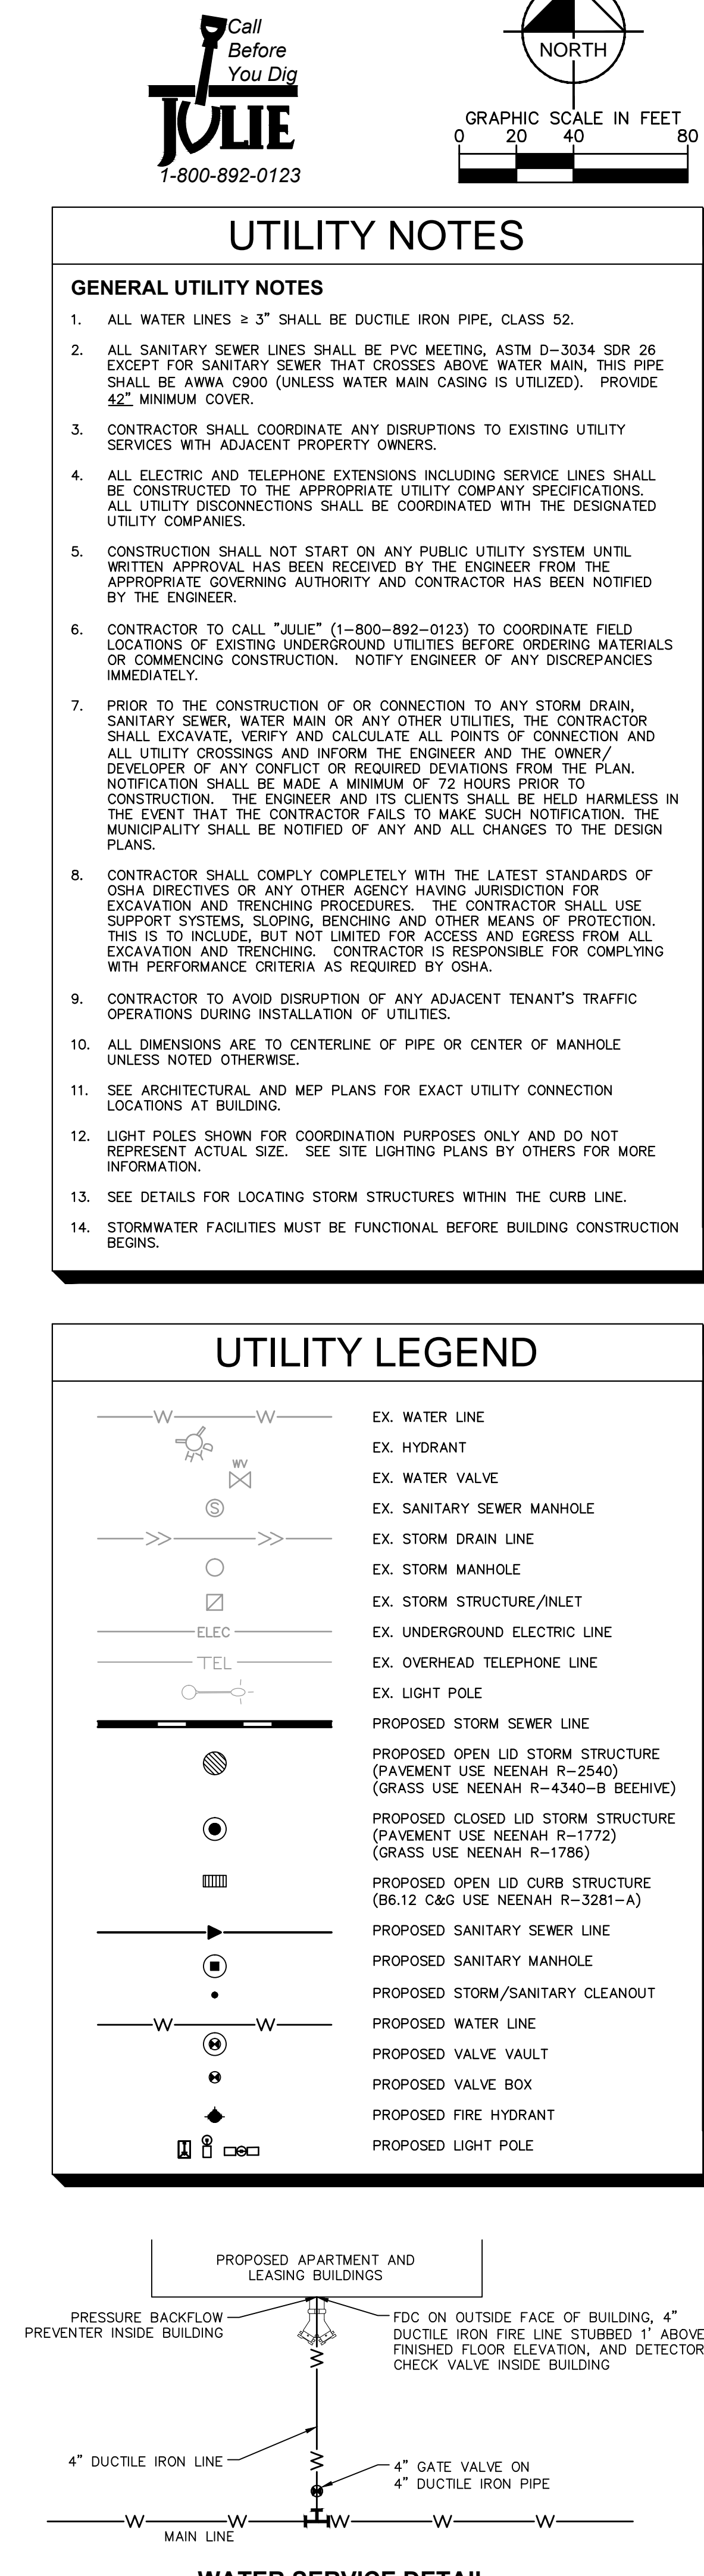 Call
Before
You Dig
JULIE
1-800-892-0123
NORTH
GRAPHIC SCALE IN FEET
0 20 40 80
UTILITY NOTES
GENERAL UTILITY NOTES
1. ALL WATER LINES ≥ 3" SHALL BE DUCTILE IRON PIPE, CLASS 52.
2. ALL SANITARY SEWER LINES SHALL BE PVC MEETING, ASTM D-3034 SDR 26
EXCEPT FOR SANITARY SEWER THAT CROSSES ABOVE WATER MAIN, THIS PIPE
SHALL BE AWWA C900 (UNLESS WATER MAIN CASING IS UTILIZED). PROVIDE
42" MINIMUM COVER.
3. CONTRACTOR SHALL COORDINATE ANY DISRUPTIONS TO EXISTING UTILITY
SERVICES WITH ADJACENT PROPERTY OWNERS.
4. ALL ELECTRIC AND TELEPHONE EXTENSIONS INCLUDING SERVICE LINES SHALL
BE CONSTRUCTED TO THE APPROPRIATE UTILITY COMPANY SPECIFICATIONS.
ALL UTILITY DISCONNECTIONS SHALL BE COORDINATED WITH THE DESIGNATED
UTILITY COMPANIES.
5. CONSTRUCTION SHALL NOT START ON ANY PUBLIC UTILITY SYSTEM UNTIL
WRITTEN APPROVAL HAS BEEN RECEIVED BY THE ENGINEER FROM THE
APPROPRIATE GOVERNING AUTHORITY AND CONTRACTOR HAS BEEN NOTIFIED
BY THE ENGINEER.
6. CONTRACTOR TO CALL "JULIE" (1-800-892-0123) TO COORDINATE FIELD
LOCATIONS OF EXISTING UNDERGROUND UTILITIES BEFORE ORDERING MATERIALS
OR COMMENCING CONSTRUCTION. NOTIFY ENGINEER OF ANY DISCREPANCIES
IMMEDIATELY.
7. PRIOR TO THE CONSTRUCTION OF OR CONNECTION TO ANY STORM DRAIN,
SANITARY SEWER, WATER MAIN OR ANY OTHER UTILITIES, THE CONTRACTOR
SHALL EXCAVATE, VERIFY AND CALCULATE ALL POINTS OF CONNECTION AND
ALL UTILITY CROSSINGS AND INFORM THE ENGINEER AND THE OWNER/
DEVELOPER OF ANY CONFLICT OR REQUIRED DEVIATIONS FROM THE PLAN.
NOTIFICATION SHALL BE MADE A MINIMUM OF 72 HOURS PRIOR TO
CONSTRUCTION. THE ENGINEER AND ITS CLIENTS SHALL BE HELD HARMLESS IN
THE EVENT THAT THE CONTRACTOR FAILS TO MAKE SUCH NOTIFICATION. THE
MUNICIPALITY SHALL BE NOTIFIED OF ANY AND ALL CHANGES TO THE DESIGN
PLANS.
8. CONTRACTOR SHALL COMPLY COMPLETELY WITH THE LATEST STANDARDS OF
OSHA DIRECTIVES OR ANY OTHER AGENCY HAVING JURISDICTION FOR
EXCAVATION AND TRENCHING PROCEDURES. THE CONTRACTOR SHALL USE
SUPPORT SYSTEMS, SLOPING, BENCHING AND OTHER MEANS OF PROTECTION.
THIS IS TO INCLUDE, BUT NOT LIMITED FOR ACCESS AND EGRESS FROM ALL
EXCAVATION AND TRENCHING. CONTRACTOR IS RESPONSIBLE FOR COMPLYING
WITH PERFORMANCE CRITERIA AS REQUIRED BY OSHA.
9. CONTRACTOR TO AVOID DISRUPTION OF ANY ADJACENT TENANT'S TRAFFIC
OPERATIONS DURING INSTALLATION OF UTILITIES.
10. ALL DIMENSIONS ARE TO CENTERLINE OF PIPE OR CENTER OF MANHOLE
UNLESS NOTED OTHERWISE.
11. SEE ARCHITECTURAL AND MEP PLANS FOR EXACT UTILITY CONNECTION
LOCATIONS AT BUILDING.
12. LIGHT POLES SHOWN FOR COORDINATION PURPOSES ONLY AND DO NOT
REPRESENT ACTUAL SIZE. SEE SITE LIGHTING PLANS BY OTHERS FOR MORE
INFORMATION.
13. SEE DETAILS FOR LOCATING STORM STRUCTURES WITHIN THE CURB LINE.
14. STORMWATER FACILITIES MUST BE FUNCTIONAL BEFORE BUILDING CONSTRUCTION
BEGINS.
UTILITY LEGEND
W W EX. WATER LINE
EX. HYDRANT
WV EX. WATER VALVE
S EX. SANITARY SEWER MANHOLE
EX. STORM DRAIN LINE
EX. STORM MANHOLE
EX. STORM STRUCTURE/INLET
ELEC EX. UNDERGROUND ELECTRIC LINE
TEL EX. OVERHEAD TELEPHONE LINE
EX. LIGHT POLE
PROPOSED STORM SEWER LINE
PROPOSED OPEN LID STORM STRUCTURE
(PAVEMENT USE NEENAH R-2540)
(GRASS USE NEENAH R-4340-B BEEHIVE)
PROPOSED CLOSED LID STORM STRUCTURE
(PAVEMENT USE NEENAH R-1772)
(GRASS USE NEENAH R-1786)
PROPOSED OPEN LID CURB STRUCTURE
(B6.12 C&G USE NEENAH R-3281-A)
PROPOSED SANITARY SEWER LINE
PROPOSED SANITARY MANHOLE
PROPOSED STORM/SANITARY CLEANOUT
W W PROPOSED WATER LINE
PROPOSED VALVE VAULT
PROPOSED VALVE BOX
PROPOSED FIRE HYDRANT
PROPOSED LIGHT POLE
PROPOSED APARTMENT AND
LEASING BUILDINGS
PRESSURE BACKFLOW
PREVENTER INSIDE BUILDING
FDC ON OUTSIDE FACE OF BUILDING, 4"
DUCTILE IRON FIRE LINE STUBBED 1' ABOVE
FINISHED FLOOR ELEVATION, AND DETECTOR
CHECK VALVE INSIDE BUILDING
W
4" DUCTILE IRON LINE
W
4" GATE VALVE ON
4" DUCTILE IRON PIPE
W W W W W
MAIN LINE
WATER SERVICE DETAIL